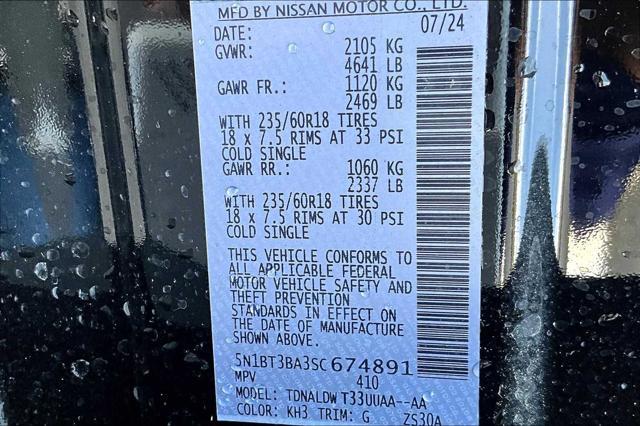 MFD BY NISSAN MOTOR CO., LTD.
DATE: 07/24
GVWR: 2105 KG
4641 LB
GAWR FR.: 1120 KG
2469 LB
WITH 235/60R18 TIRES
18 x 7.5 RIMS AT 33 PSI
COLD SINGLE
GAWR RR.: 1060 KG
2337 LB
WITH 235/60R18 TIRES
18 x 7.5 RIMS AT 30 PSI
COLD SINGLE
THIS VEHICLE CONFORMS TO
ALL APPLICABLE FEDERAL
MOTOR VEHICLE SAFETY AND
THEFT PREVENTION
STANDARDS IN EFFECT ON
THE DATE OF MANUFACTURE
SHOWN ABOVE.
5N1BT3BA3SC674891
MPV 410
MODEL: TDNALDWT33UUAA--AA
COLOR: KH3 TRIM: G ZS30A